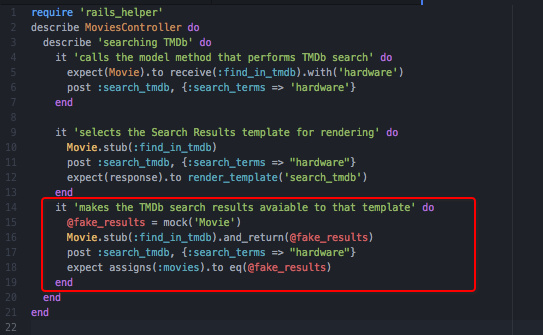 1 require 'rails_helper'
2 describe MoviesController do
3   describe 'searching TMDb' do
4     it 'calls the model method that performs TMDb search' do
5       expect(Movie).to receive(:find_in_tmdb).with('hardware')
6       post :search_tmdb, {:search_terms => 'hardware'}
7     end
8
9     it 'selects the Search Results template for rendering' do
10       Movie.stub(:find_in_tmdb)
11       post :search_tmdb, {:search_terms => "hardware"}
12       expect(response).to render_template('search_tmdb')
13     end
14     it 'makes the TMDb search results avaiable to that template' do
15       @fake_results = mock('Movie')
16       Movie.stub(:find_in_tmdb).and_return(@fake_results)
17       post :search_tmdb, {:search_terms => "hardware"}
18       expect assigns(:movies).to eq(@fake_results)
19     end
20   end
21 end
22